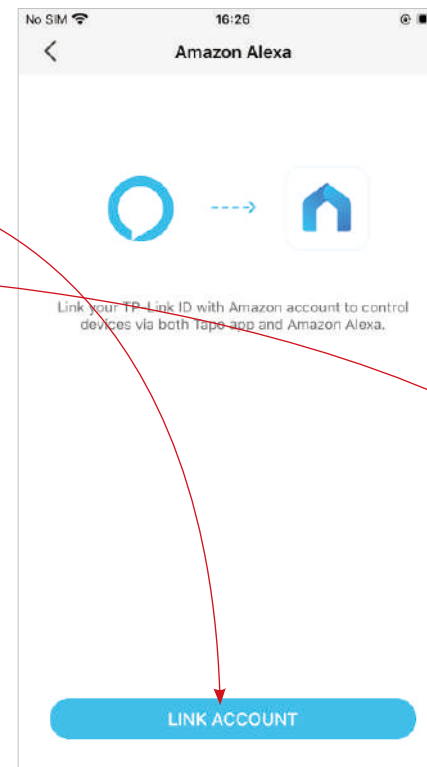 No SIM 16:26
Amazon Alexa
Link your TP-Link ID with Amazon account to control
devices via both Tapo app and Amazon Alexa.
LINK ACCOUNT